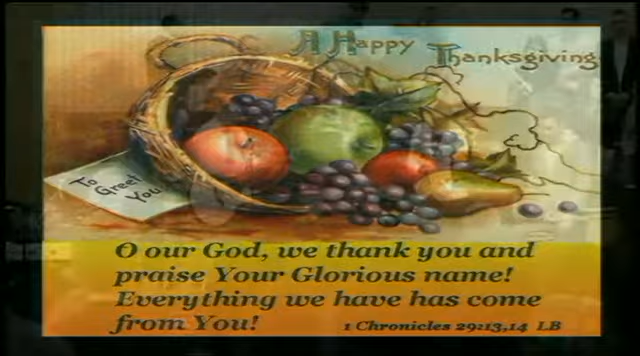 A Happy Thanksgiving
To
Greet
You
O our God, we thank you and
praise Your Glorious name!
Everything we have has come
from You!
1 Chronicles 29:13,14 LB